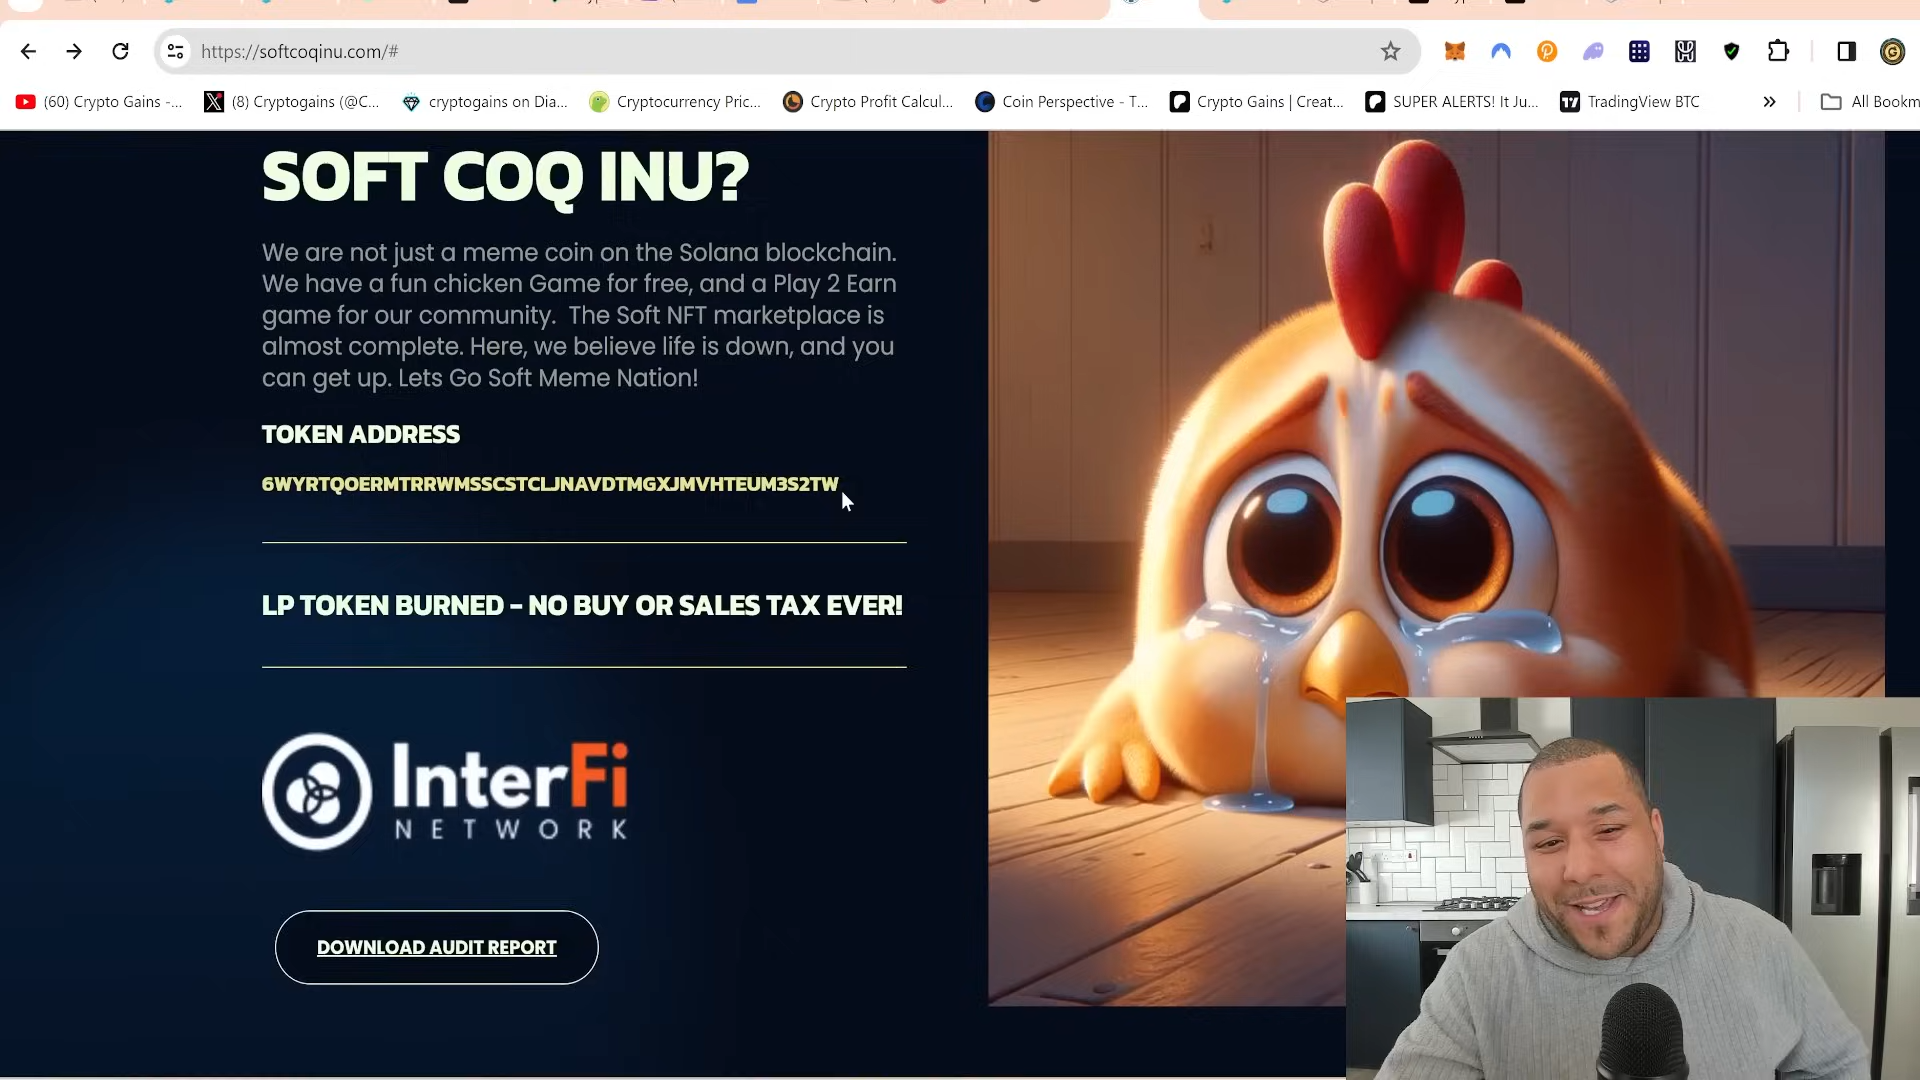 https://softcoqinu.com/#
(60) Crypto Gains -...
(8) Cryptogains (@C...
cryptogains on Dia...
Cryptocurrency Pric...
Crypto Profit Calcul...
Coin Perspective - T...
Crypto Gains | Creat...
SUPER ALERTS! It Ju...
TradingView BTC
All Bookm
SOFT COQ INU?
We are not just a meme coin on the Solana blockchain.
We have a fun chicken Game for free, and a Play 2 Earn
game for our community.  The Soft NFT marketplace is
almost complete. Here, we believe life is down, and you
can get up. Lets Go Soft Meme Nation!
TOKEN ADDRESS
6WYRTQOERMTRRWMSSCSTCLJNAVDTMGXJMVHTEUM3S2TW
LP TOKEN BURNED - NO BUY OR SALES TAX EVER!
InterFi
NETWORK
DOWNLOAD AUDIT REPORT